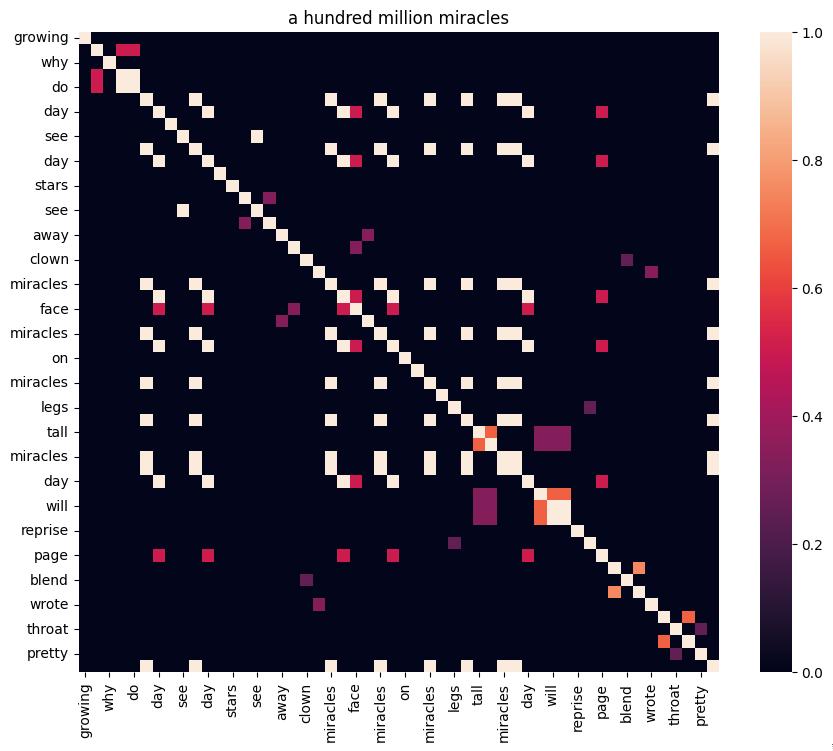 a hundred million miracles
growing
why
do
day
see
day
stars
see
away
clown
miracles
face
miracles
on
miracles
legs
tall
miracles
day
will
reprise
page
blend
wrote
throat
pretty
growing
why
do
day
see
day
stars
see
away
clown
miracles
face
miracles
on
miracles
legs
tall
miracles
day
will
reprise
page
blend
wrote
throat
pretty
1.0
0.8
0.6
0.4
0.2
0.0